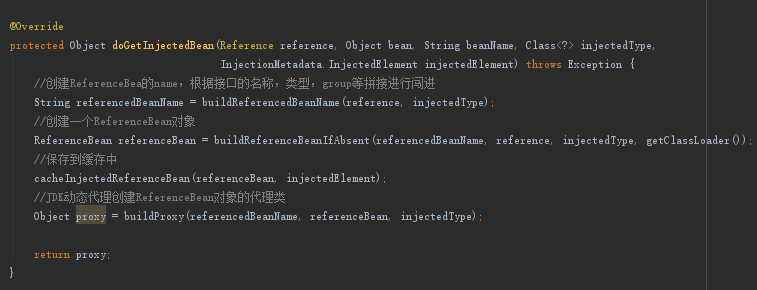 @Override
protected Object doGetInjectedBean(Reference reference, Object bean, String beanName, Class<?> injectedType,
InjectionMetadata.InjectedElement injectedElement) throws Exception {
//创建ReferenceBea的name，根据接口的名称，类型，group等拼接进行闯进
String referencedBeanName = buildReferencedBeanName(reference, injectedType);
//创建一个ReferenceBean对象
ReferenceBean referenceBean = buildReferenceBeanIfAbsent(referencedBeanName, reference, injectedType, getClassLoader());
//保存到缓存中
cacheInjectedReferenceBean(referenceBean, injectedElement);
//JDK动态代理创建ReferenceBean对象的代理类
Object proxy = buildProxy(referencedBeanName, referenceBean, injectedType);
return proxy;
}